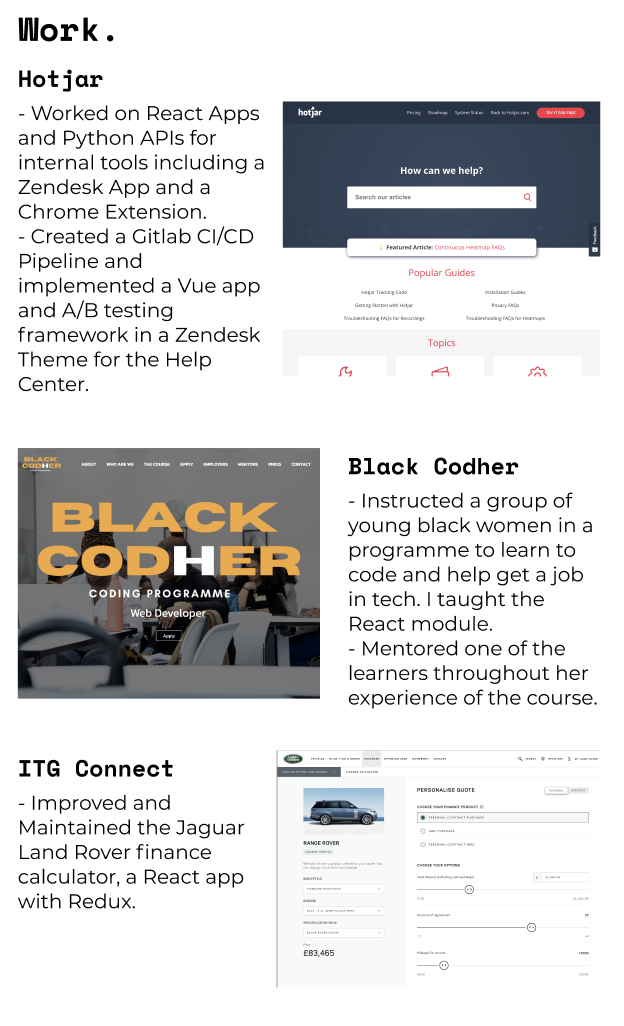 Work.
Hotjar
- Worked on React Apps
and Python APIs for
internal tools including a
Zendesk App and a
Chrome Extension.
- Created a Gitlab CI/CD
Pipeline and
implemented a Vue app
and A/B testing
framework in a Zendesk
Theme for the Help
Center.
hotjar
Pricing Roadmap System Status Back to Hotjar.com TRY IT FOR FREE
How can we help?
Search our articles
Feedback
Featured Article: Continuous Heatmap FAQs
Popular Guides
Hotjar Tracking Code Installation Guides
Getting Started with Hotjar Privacy FAQs
Troubleshooting FAQs for Recordings Troubleshooting FAQs for Heatmaps
Topics
BLACK
CODHER
ABOUT WHO ARE WE THE COURSE APPLY EMPLOYERS MENTORS PRESS CONTACT
BLACK
CODHER
CODING PROGRAMME
Web Developer
Apply
Black Codher
- Instructed a group of
young black women in a
programme to learn to
code and help get a job
in tech. I taught the
React module.
- Mentored one of the
learners throughout her
experience of the course.
ITG Connect
- Improved and
Maintained the Jaguar
Land Rover finance
calculator, a React app
with Redux.
PERSONALISE QUOTE
CHOOSE YOUR FINANCE PRODUCT
PERSONAL CONTRACT PURCHASE
HIRE PURCHASE
PERSONAL CONTRACT HIRE
RANGE ROVER
BODYSTYLE
ENGINE
SPECIFICATION PACK
£83,465
CHOOSE YOUR OPTIONS